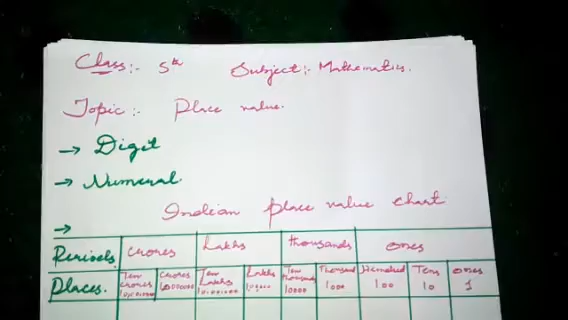 Class:- 5th Subject:- Mathematics.
Topic:- Place value.
→ Digit
→ Numeral
Indian place value chart
→
Periods crores Lakhs thousands ones
Places. Ten crores crores Ten Lakhs Lakhs Ten thousands Thousand Hundred Tens ones
10000 1000 100 10 1